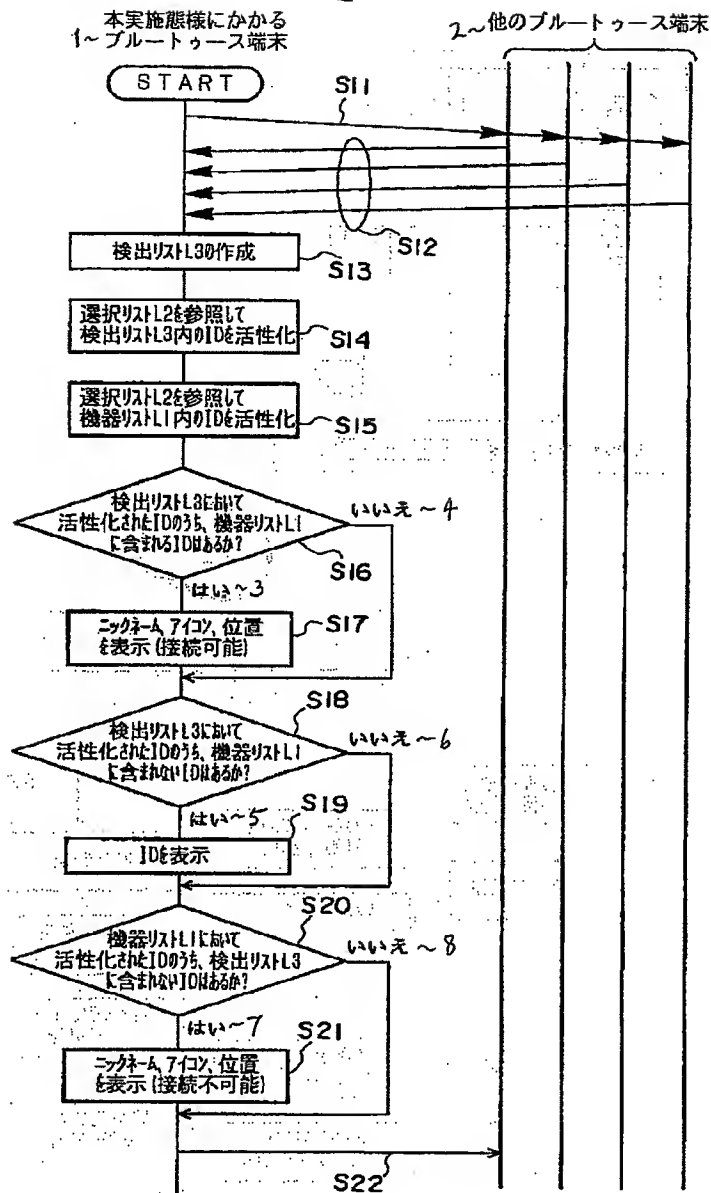 本実施態様にかかる
1~ブルートゥース端末
2~他のブルートゥース端末
START
S11
S12
検出リストL3の作成
S13
選択リストL2を参照して
検出リストL3内のIDを活性化
S14
選択リストL2を参照して
機器リストL1内のIDを活性化
S15
検出リストL3において
活性化されたIDのうち、機器リストL1
に含まれるIDはあるか?
いいえ~4
S16
はい~3
ニックネーム、アイコン、位置
を表示(接続可能)
S17
S18
検出リストL3において
活性化されたIDのうち、機器リストL1
に含まれないIDはあるか?
いいえ~6
はい~5
S19
IDを表示
S20
機器リストL1において
活性化されたIDのうち、検出リストL3
に含まれないIDはあるか?
いいえ~8
はい~7
S21
ニックネーム、アイコン、位置
を表示(接続不可能)
S22